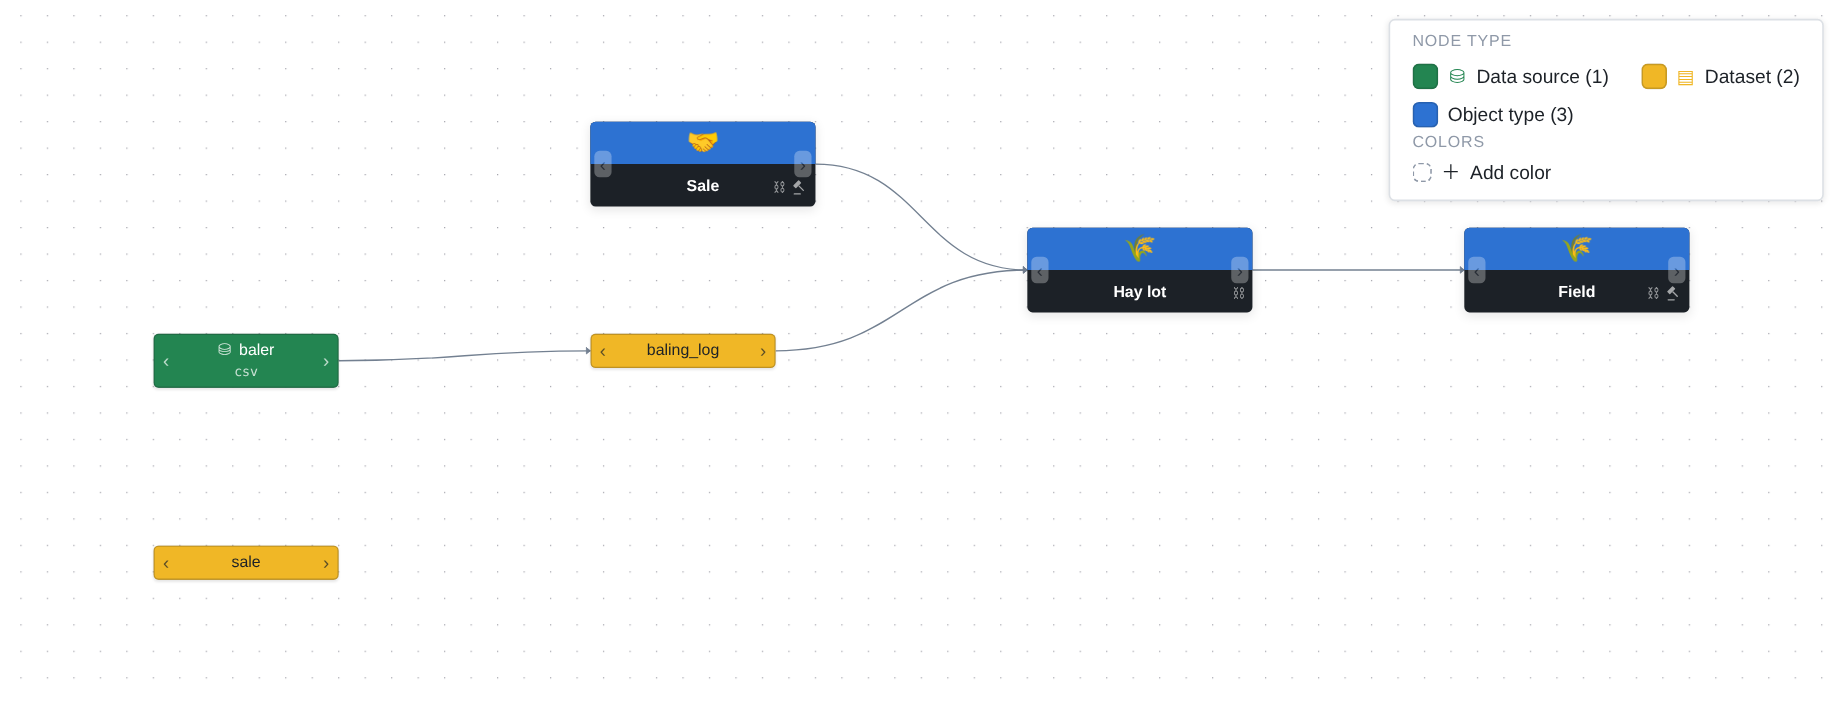 NODE TYPE
Data source (1)
Dataset (2)
Object type (3)
COLORS
Add color
Sale
Hay lot
Field
baler
csv
baling_log
sale